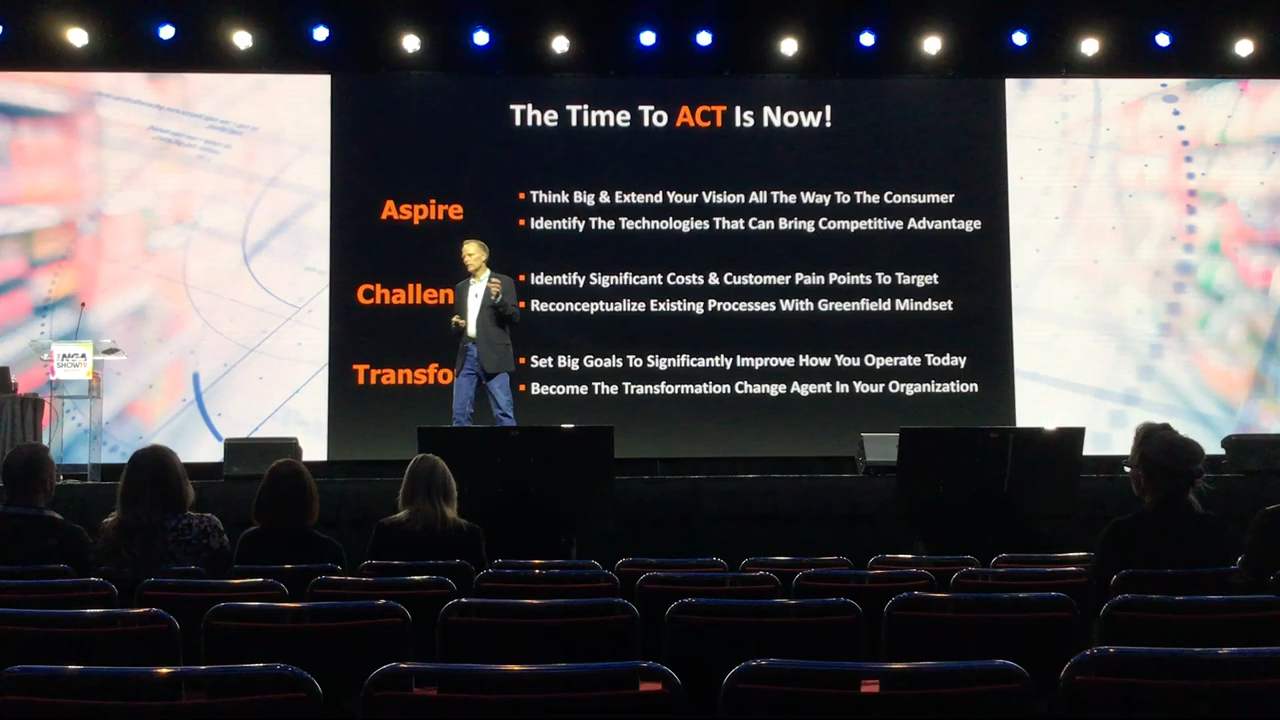 The Time To ACT Is Now!
Aspire
Think Big & Extend Your Vision All The Way To The Consumer
Identify The Technologies That Can Bring Competitive Advantage
Challen
Identify Significant Costs & Customer Pain Points To Target
Reconceptualize Existing Processes With Greenfield Mindset
Transfo
Set Big Goals To Significantly Improve How You Operate Today
Become The Transformation Change Agent In Your Organization
THE NGA
SHOW19